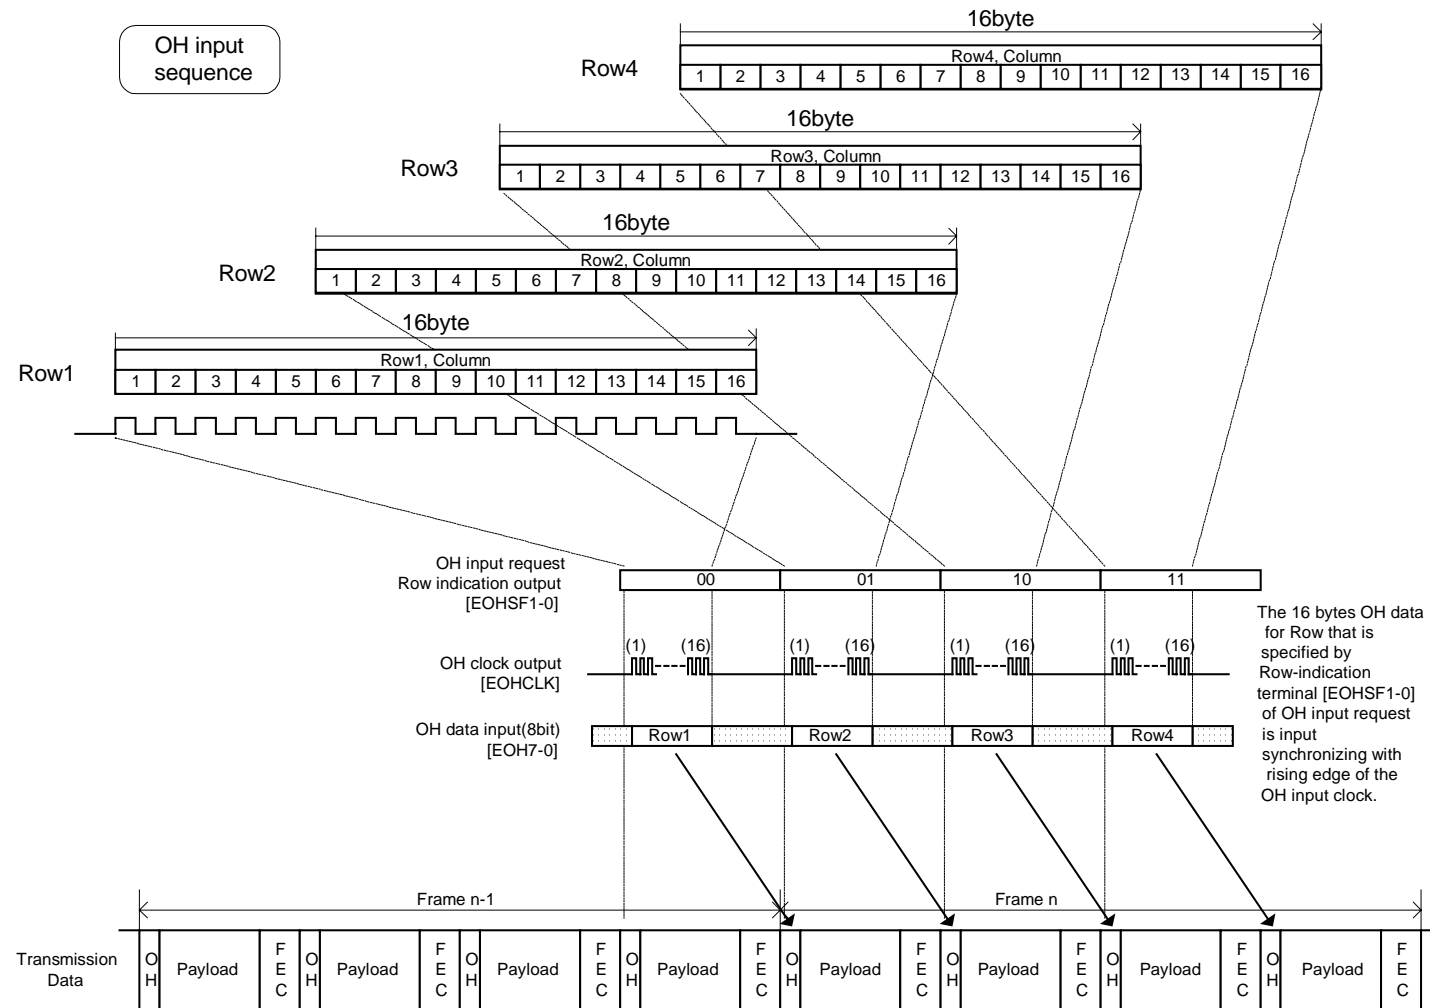 OH input
sequence
16byte
Row4
Row4, Column
1 2 3 4 5 6 7 8 9 10 11 12 13 14 15 16
16byte
Row3
Row3, Column
1 2 3 4 5 6 7 8 9 10 11 12 13 14 15 16
16byte
Row2
Row2, Column
1 2 3 4 5 6 7 8 9 10 11 12 13 14 15 16
16byte
Row1
Row1, Column
1 2 3 4 5 6 7 8 9 10 11 12 13 14 15 16
OH input request
Row indication output
[EOHSF1-0]
00 01 10 11
OH clock output
[EOHCLK]
(1) (16) (1) (16) (1) (16) (1) (16)
OH data input(8bit)
[EOH7-0]
Row1 Row2 Row3 Row4
The 16 bytes OH data
for Row that is
specified by
Row-indication
terminal [EOHSF1-0]
of OH input request
is input
synchronizing with
rising edge of the
OH input clock.
Frame n-1 Frame n
Transmission
Data
OH Payload FEC OH Payload FEC OH Payload FEC OH Payload FEC OH Payload FEC OH Payload FEC OH Payload FEC OH Payload FEC